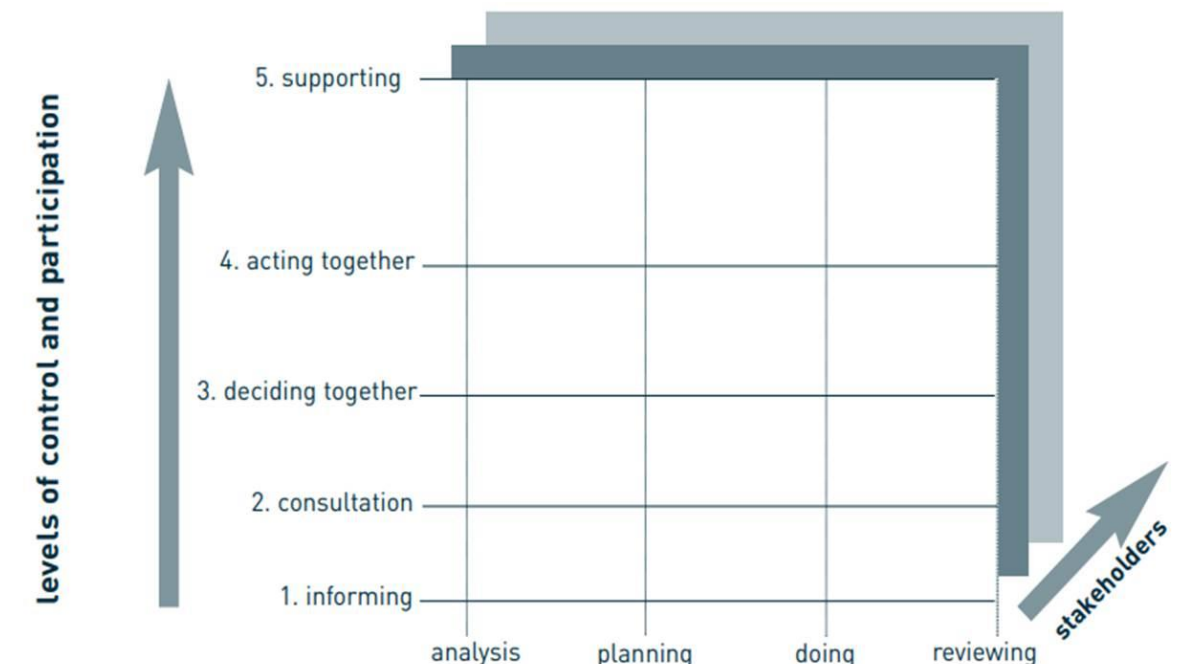 levels of control and participation
5. supporting
4. acting together
3. deciding together
2. consultation
1. informing
analysis
planning
doing
reviewing
stakeholders